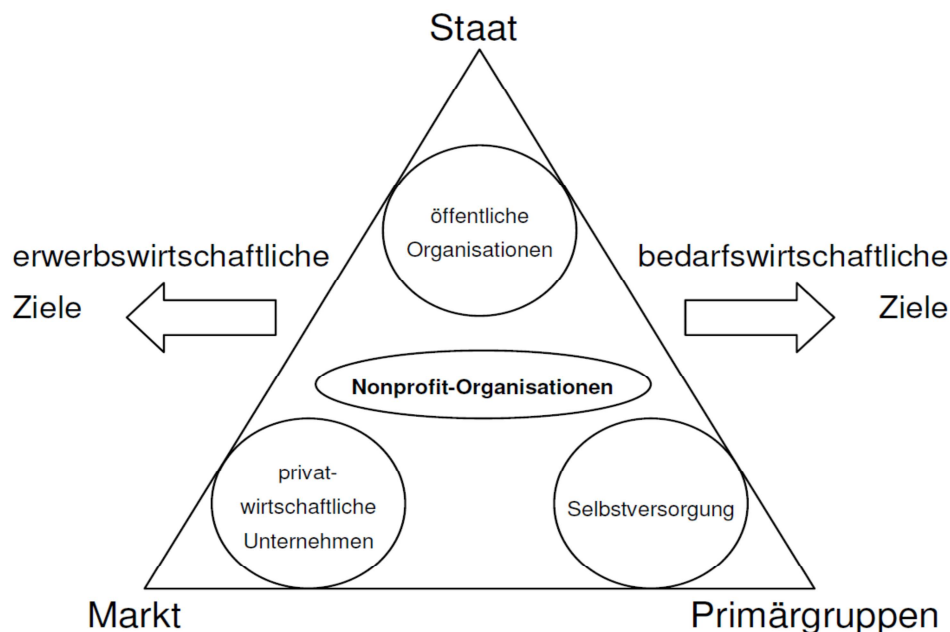 Staat
öffentliche
Organisationen
erwerbswirtschaftliche
Ziele
bedarfswirtschaftliche
Ziele
Nonprofit-Organisationen
privat-
wirtschaftliche
Unternehmen
Selbstversorgung
Markt
Primärgruppen